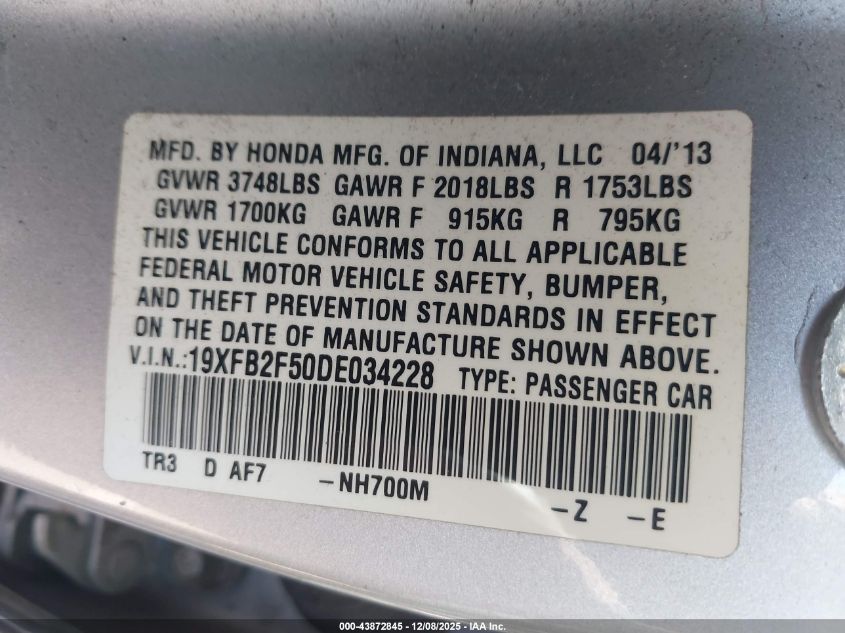 MFD. BY HONDA MFG. OF INDIANA, LLC 04/'13
GVWR 3748LBS GAWR F 2018LBS R 1753LBS
GVWR 1700KG GAWR F 915KG R 795KG
THIS VEHICLE CONFORMS TO ALL APPLICABLE
FEDERAL MOTOR VEHICLE SAFETY, BUMPER,
AND THEFT PREVENTION STANDARDS IN EFFECT
ON THE DATE OF MANUFACTURE SHOWN ABOVE.
V.I.N.:19XFB2F50DE034228 TYPE: PASSENGER CAR
TR3 D AF7 -NH700M -Z -E
000-43872845 - 12/08/2025 - IAA Inc.